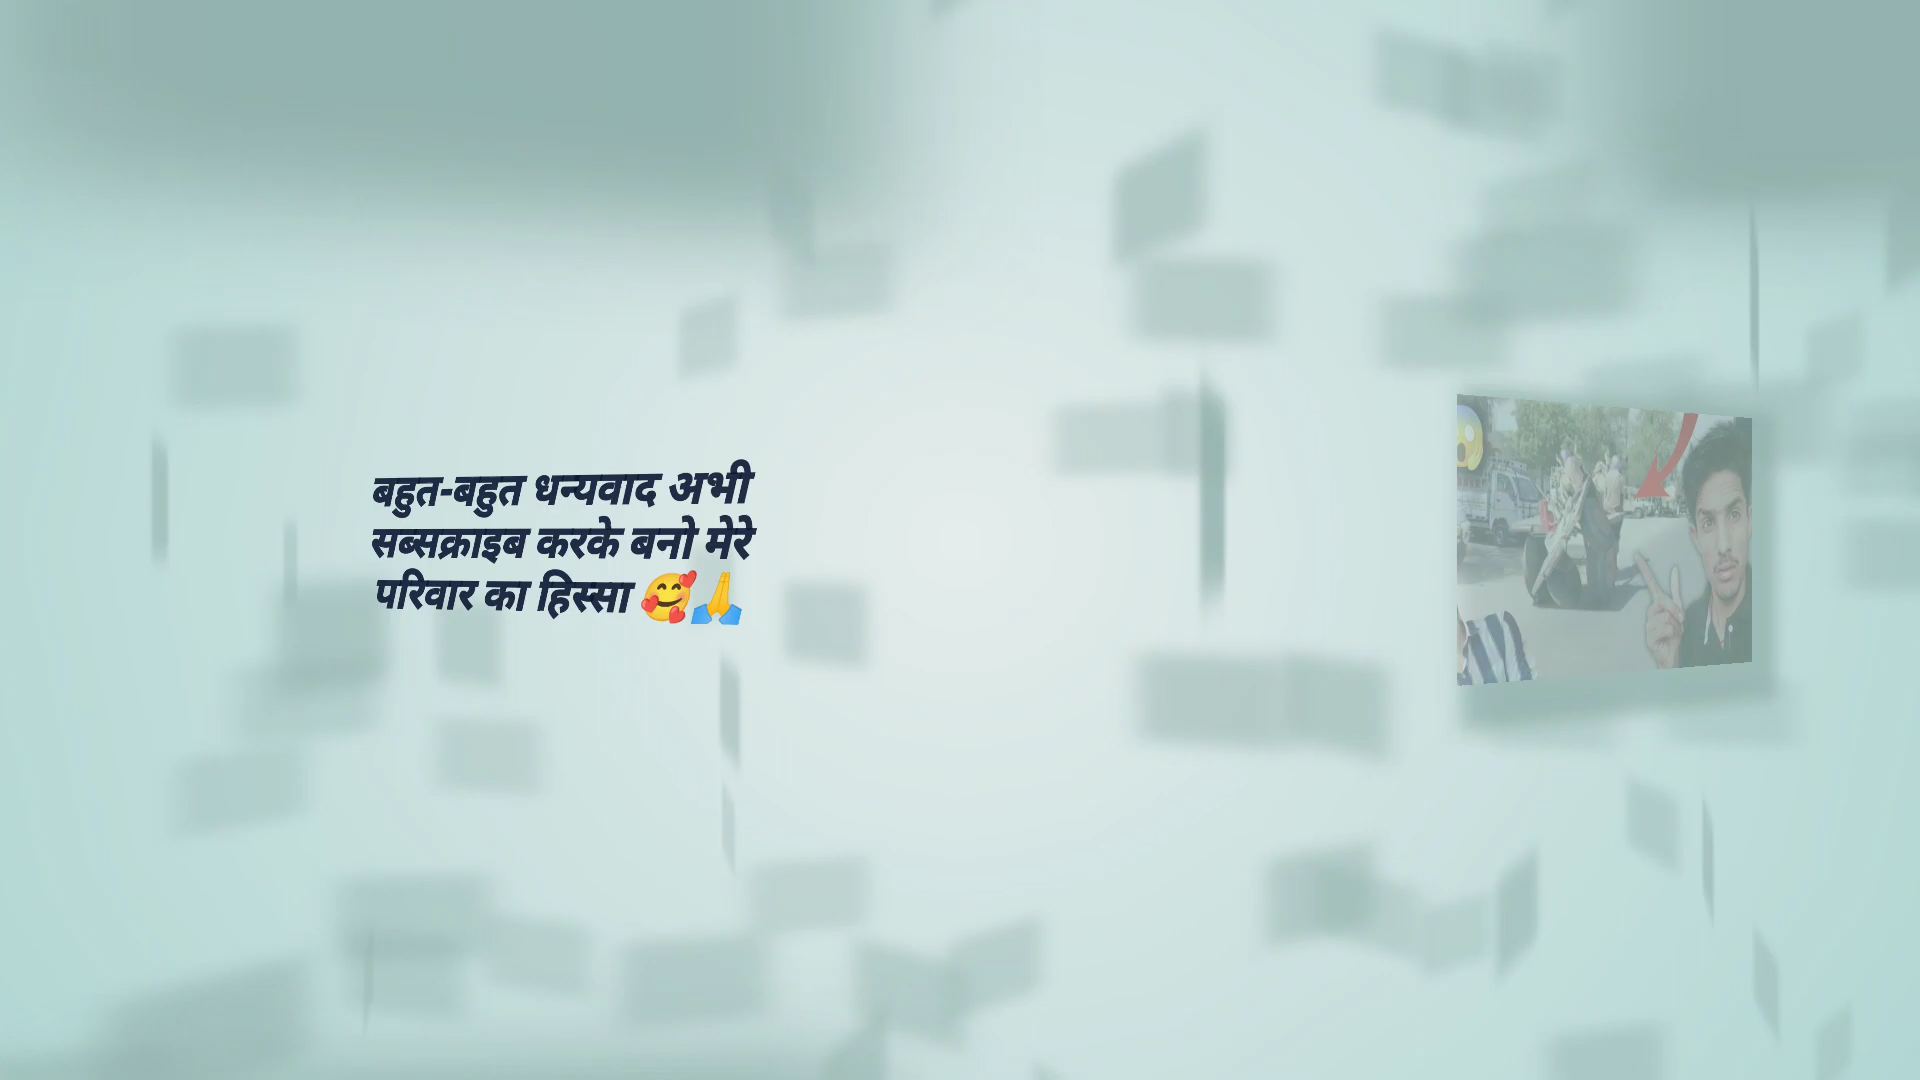 बहुत-बहुत धन्यवाद अभी
सब्सक्राइब करके बनो मेरे
परिवार का हिस्सा 🥰🙏